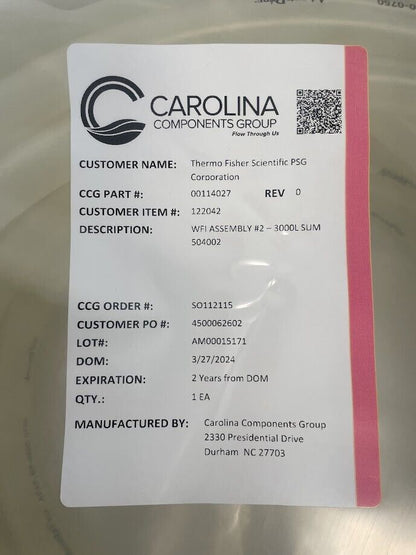 CAROLINA
COMPONENTS GROUP
Flow Through Us
CUSTOMER NAME: Thermo Fisher Scientific PSG
Corporation
CCG PART #: 00114027 REV 0
CUSTOMER ITEM #: 122042
DESCRIPTION: WFI ASSEMBLY #2 – 3000L SUM
504002
CCG ORDER #: SO112115
CUSTOMER PO #: 4500062602
LOT#: AM00015171
DOM: 3/27/2024
EXPIRATION: 2 Years from DOM
QTY.: 1 EA
MANUFACTURED BY: Carolina Components Group
2330 Presidential Drive
Durham NC 27703